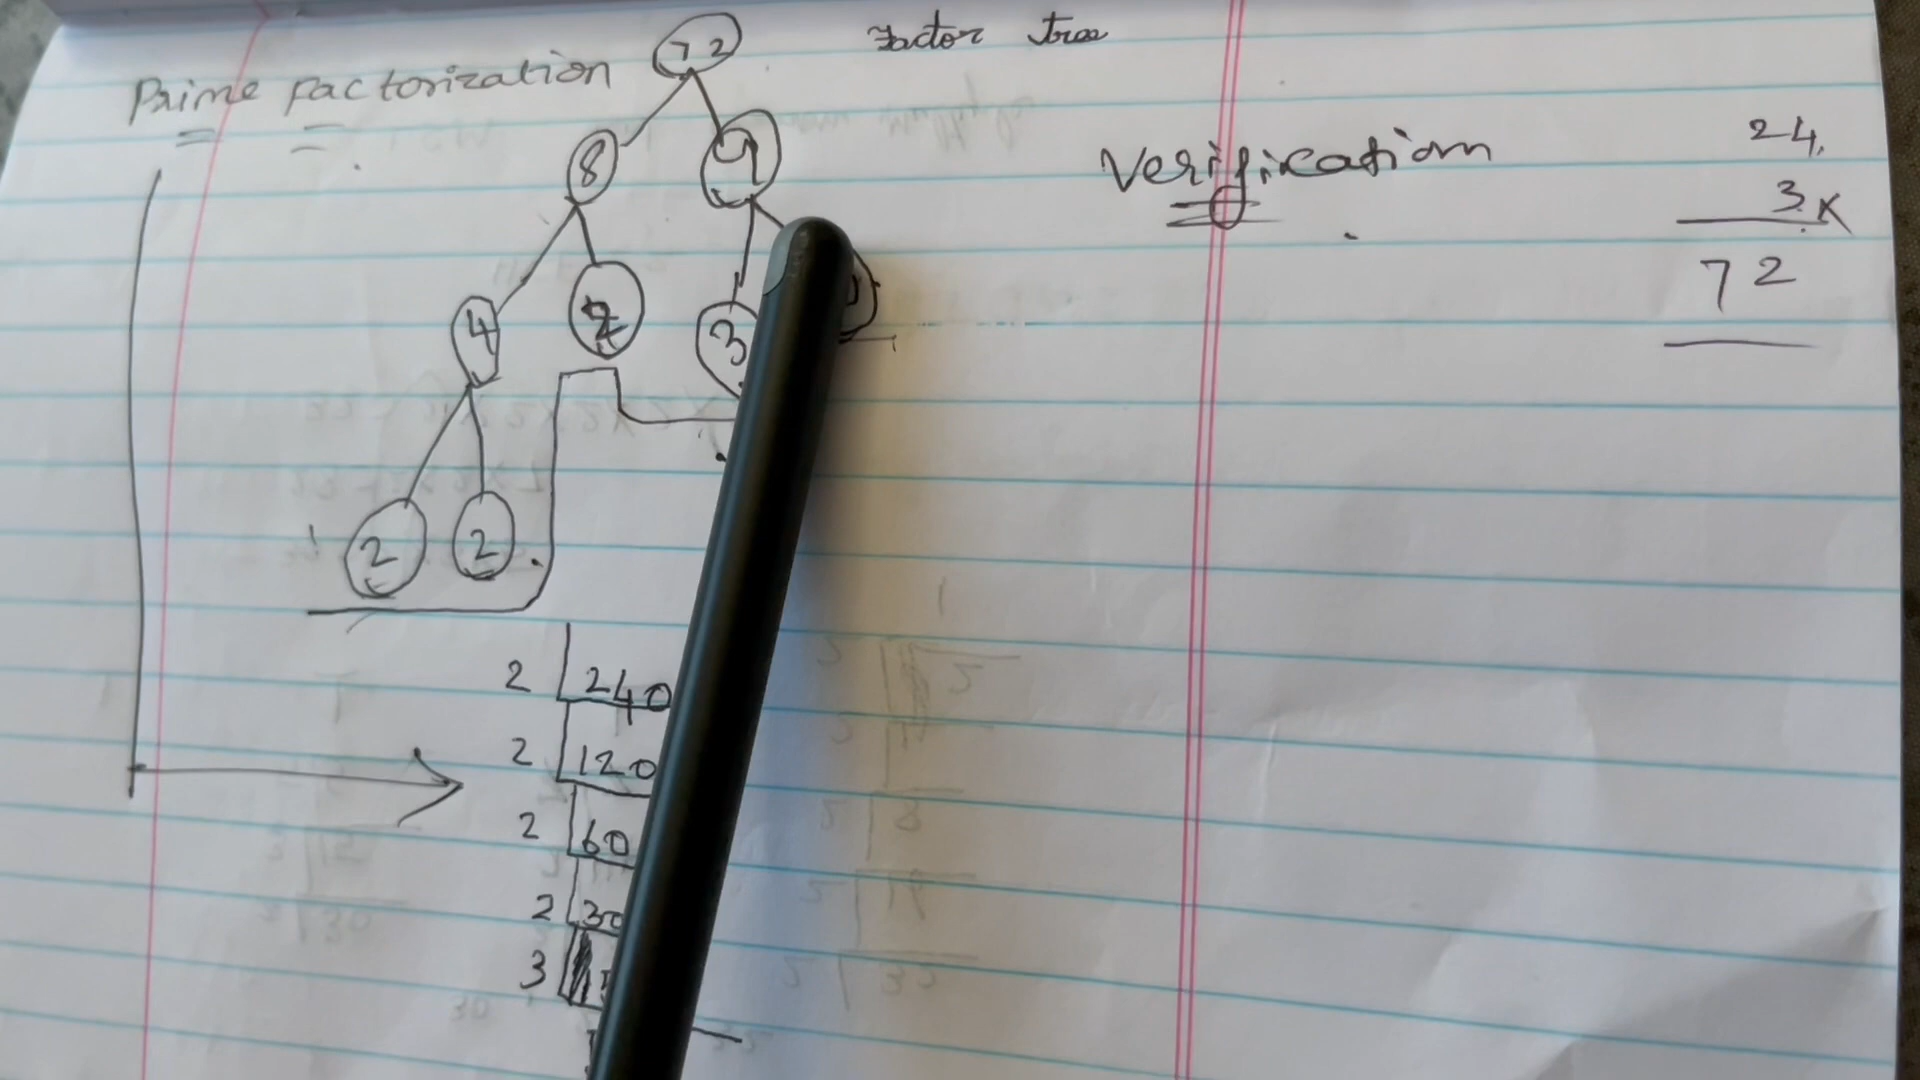 Factor tree
Prime factorization
72
8 9
4 2 3
2 2
Verification
24
3 x
72
2 240
2 120
2 60
2 30
3